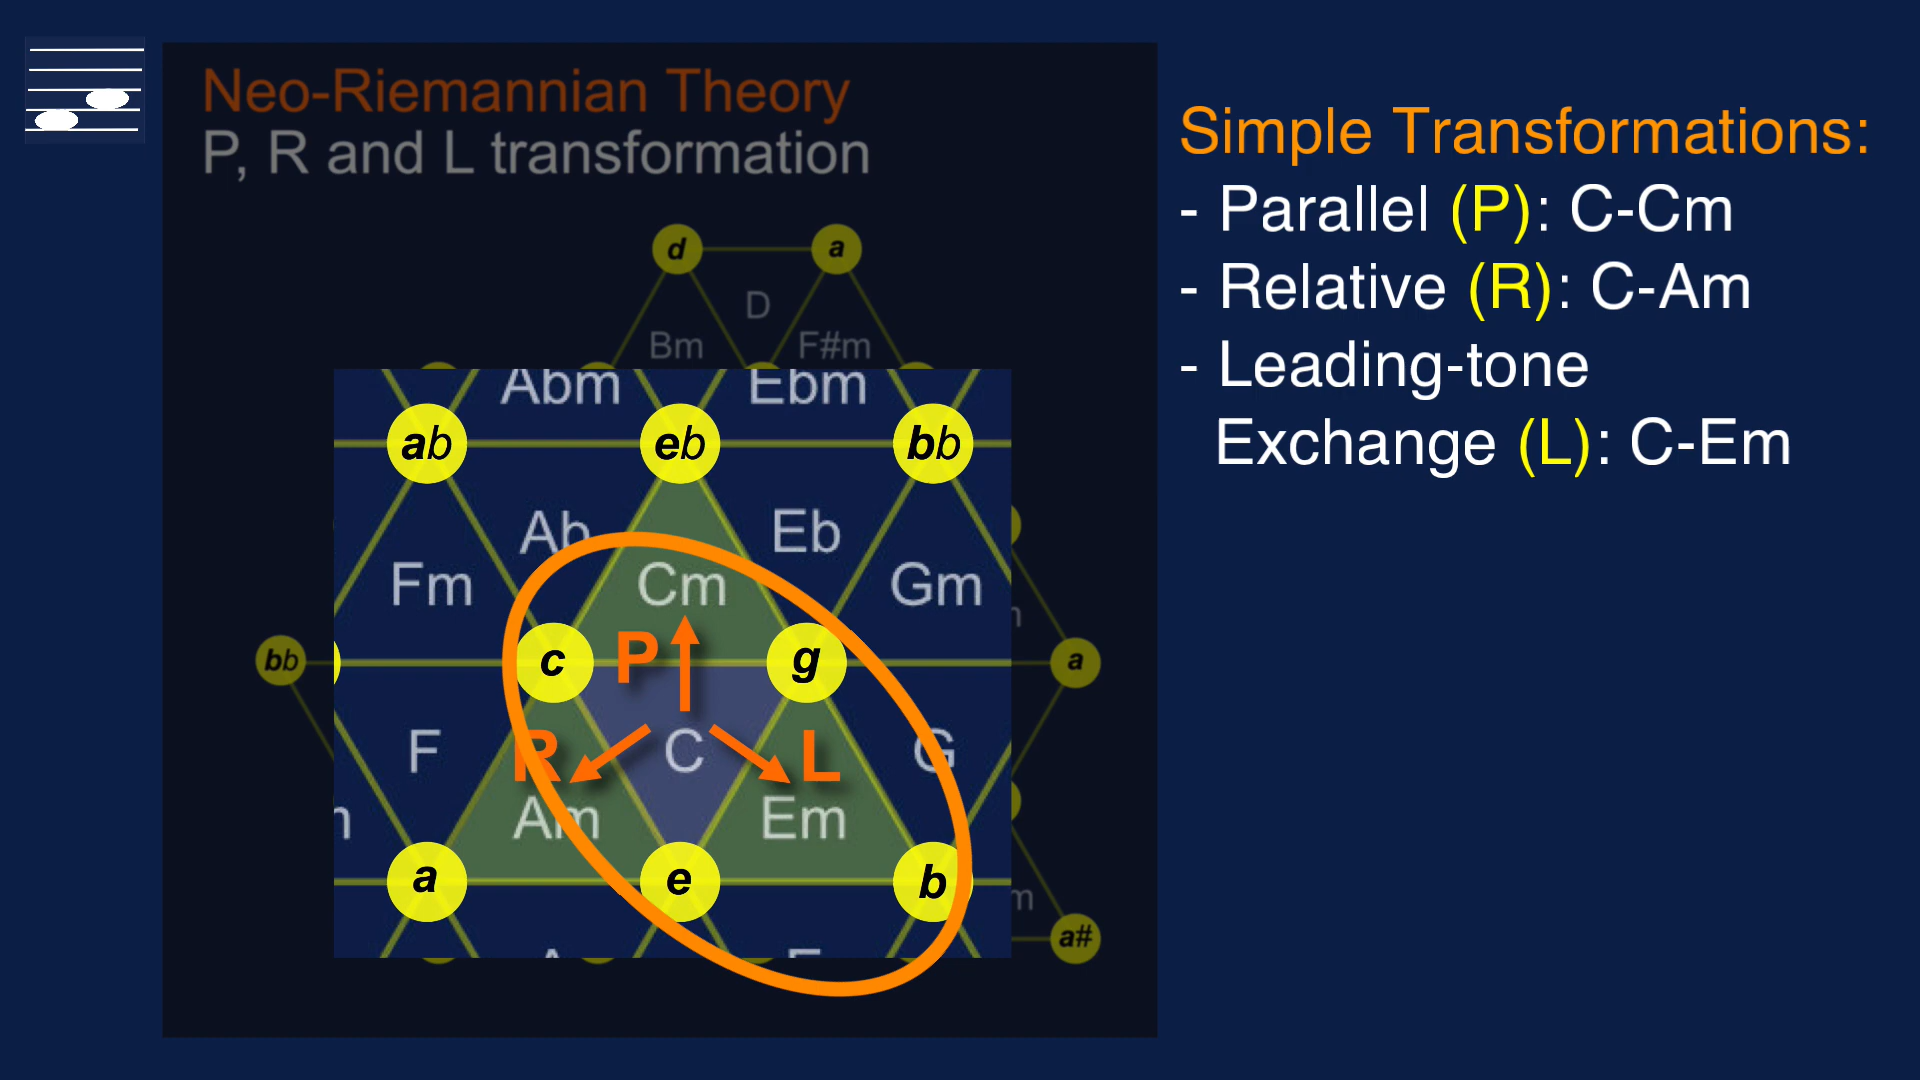 Neo-Riemannian Theory
P, R and L transformation
Simple Transformations:
- Parallel (P): C-Cm
- Relative (R): C-Am
- Leading-tone
Exchange (L): C-Em
d a
D
Bm F#m
Abm Ebm
ab eb bb
Ab Eb
Fm Cm Gm
bb c P g a
F R C L G
Am Em
a e b
m
a#